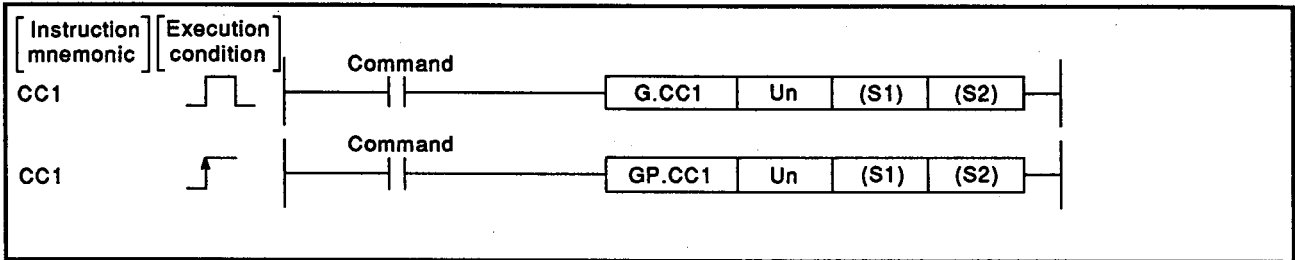 [Instruction mnemonic] [Execution condition]
Command
CC1 G.CC1 Un (S1) (S2)
Command
CC1 GP.CC1 Un (S1) (S2)